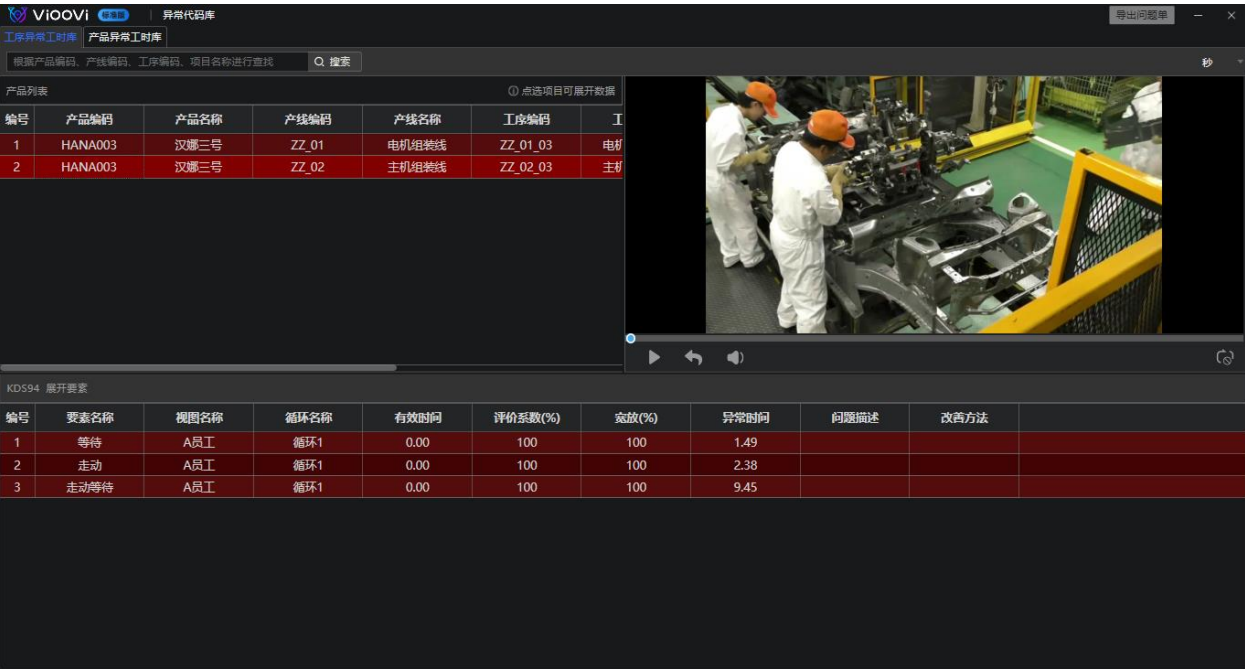 VIOOVI 标准版 异常代码库 导出问题单
工序异常工时库 产品异常工时库
根据产品编码、产线编码、工序编码、项目名称进行查找 搜索 秒
产品列表 点选项目可展开数据
编号 产品编码 产品名称 产线编码 产线名称 工序编码 工
1 HANA003 汉娜三号 ZZ_01 电机组装线 ZZ_01_03 电机
2 HANA003 汉娜三号 ZZ_02 主机组装线 ZZ_02_03 主机
KDS94 展开要素
编号 要素名称 视图名称 循环名称 有效时间 评价系数(%) 宽放(%) 异常时间 问题描述 改善方法
1 等待 A员工 循环1 0.00 100 100 1.49
2 走动 A员工 循环1 0.00 100 100 2.38
3 走动等待 A员工 循环1 0.00 100 100 9.45